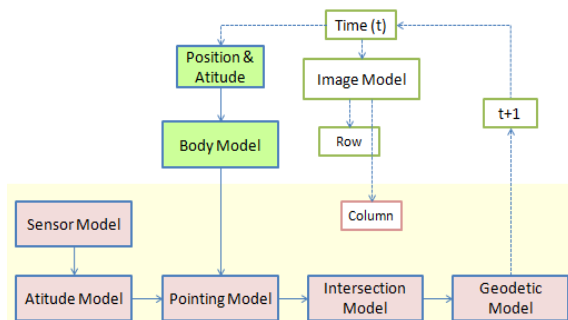 Time (t)
Position &
Atitude
Image Model
t+1
Row
Body Model
Column
Sensor Model
Atitude Model
Pointing Model
Intersection
Model
Geodetic
Model